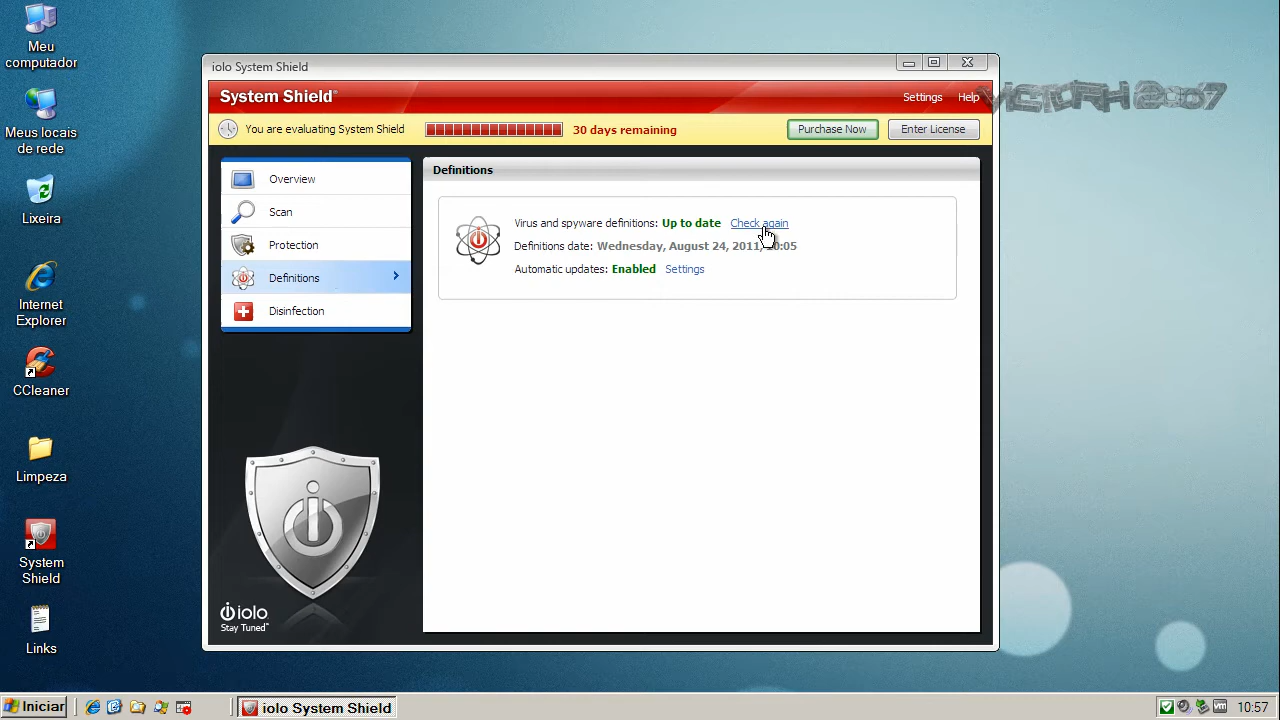 Meu
computador
Meus locais
de rede
Lixeira
Internet
Explorer
CCleaner
Limpeza
System
Shield
Links
iolo System Shield
System Shield®
Settings
Help
VICTORH 2007
You are evaluating System Shield
30 days remaining
Purchase Now
Enter License
Overview
Scan
Protection
Definitions
Disinfection
iolo
Stay Tuned™
Definitions
Virus and spyware definitions: Up to date Check again
Definitions date: Wednesday, August 24, 2011,
Automatic updates: Enabled Settings
Iniciar
iolo System Shield
10:57